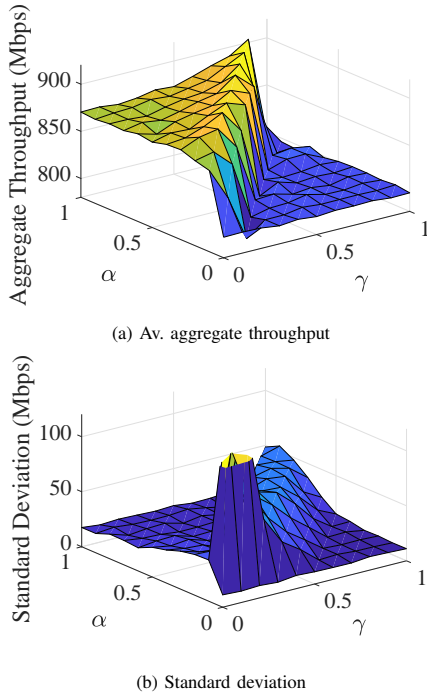 Aggregate Throughput (Mbps)
900
850
800
1
0.5
0
α
0
0.5
1
γ
(a) Av. aggregate throughput
Standard Deviation (Mbps)
100
50
0
1
0.5
0
α
0
0.5
1
γ
(b) Standard deviation